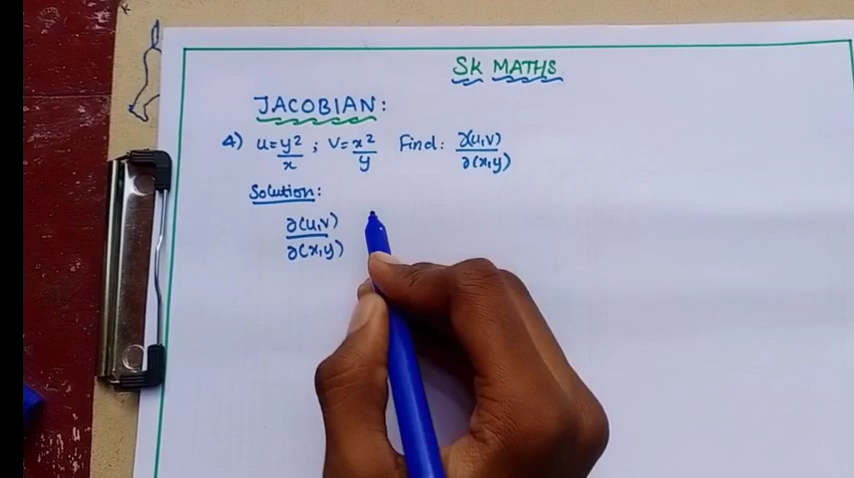 SK MATHS
JACOBIAN:
4) u=y²/x ; v=x²/y Find: ∂(u,v)/∂(x,y)
Solution:
∂(u,v)/∂(x,y)